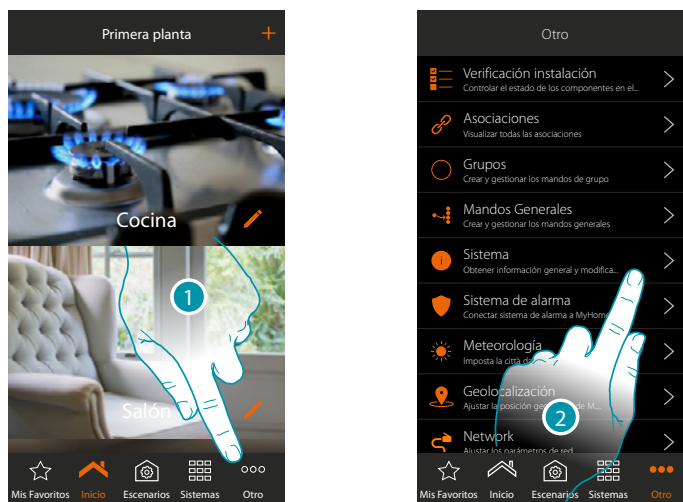 Primera planta
Cocina
1
Salón
Mis Favoritos Inicio Escenarios Sistemas Otro
Otro
Verificación instalación
Controlar el estado de los componentes en el...
Asociaciones
Visualizar todas las asociaciones
Grupos
Crear y gestionar los mandos de grupo
Mandos Generales
Crear y gestionar los mandos generales
Sistema
Obtener información general y modifica...
Sistema de alarma
Conectar sistema de alarma a MyHome
Meteorología
Imposta la città da
Geolocalización
Ajustar la posición geo de M...
2
Network
Ajustar los parámetros de red
Mis Favoritos Inicio Escenarios Sistemas Otro